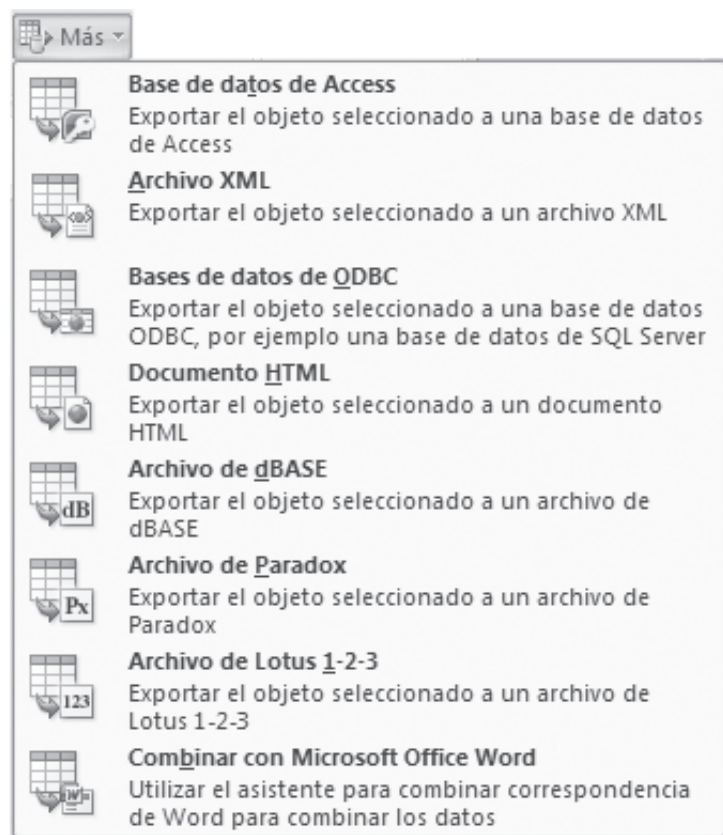 Más
Base de datos de Access
Exportar el objeto seleccionado a una base de datos
de Access
Archivo XML
Exportar el objeto seleccionado a un archivo XML
Bases de datos de ODBC
Exportar el objeto seleccionado a una base de datos
ODBC, por ejemplo una base de datos de SQL Server
Documento HTML
Exportar el objeto seleccionado a un documento
HTML
Archivo de dBASE
Exportar el objeto seleccionado a un archivo de
dBASE
dB
Archivo de Paradox
Exportar el objeto seleccionado a un archivo de
Paradox
Px
Archivo de Lotus 1-2-3
Exportar el objeto seleccionado a un archivo de
Lotus 1-2-3
123
Combinar con Microsoft Office Word
Utilizar el asistente para combinar correspondencia
de Word para combinar los datos
W